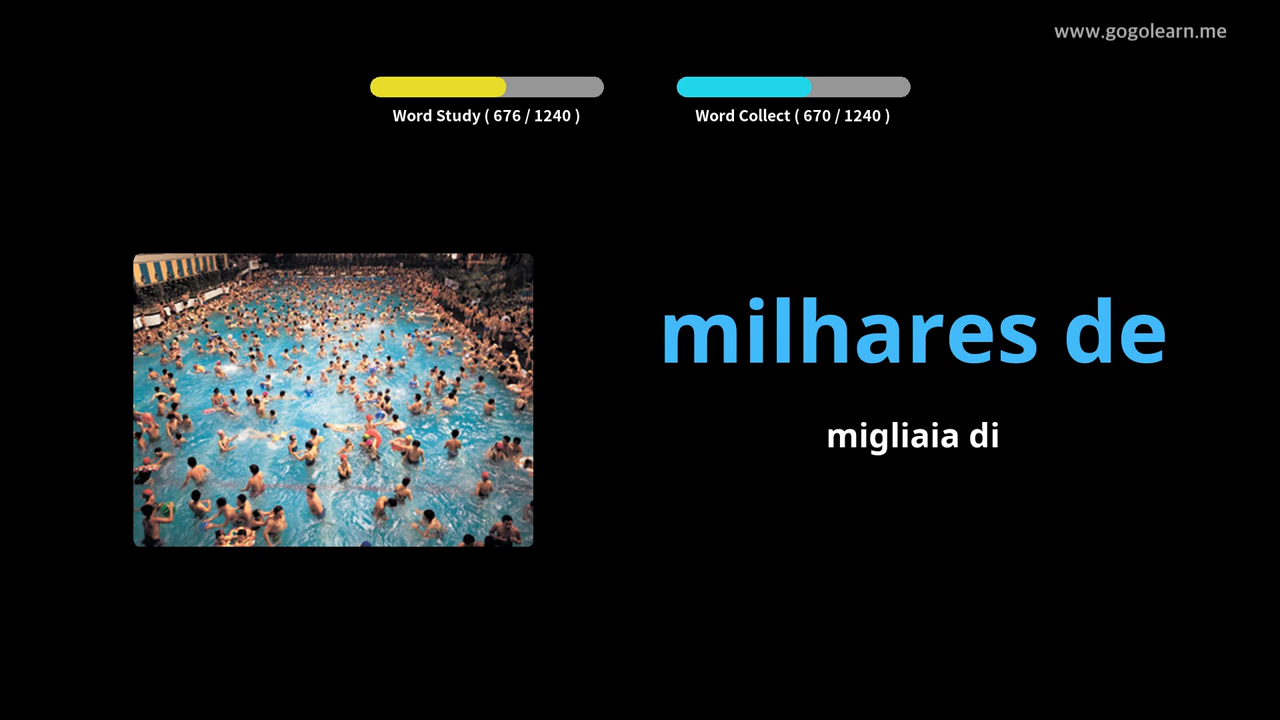 www.gogolearn.me
Word Study ( 676 / 1240 )
Word Collect ( 670 / 1240 )
milhares de
migliaia di